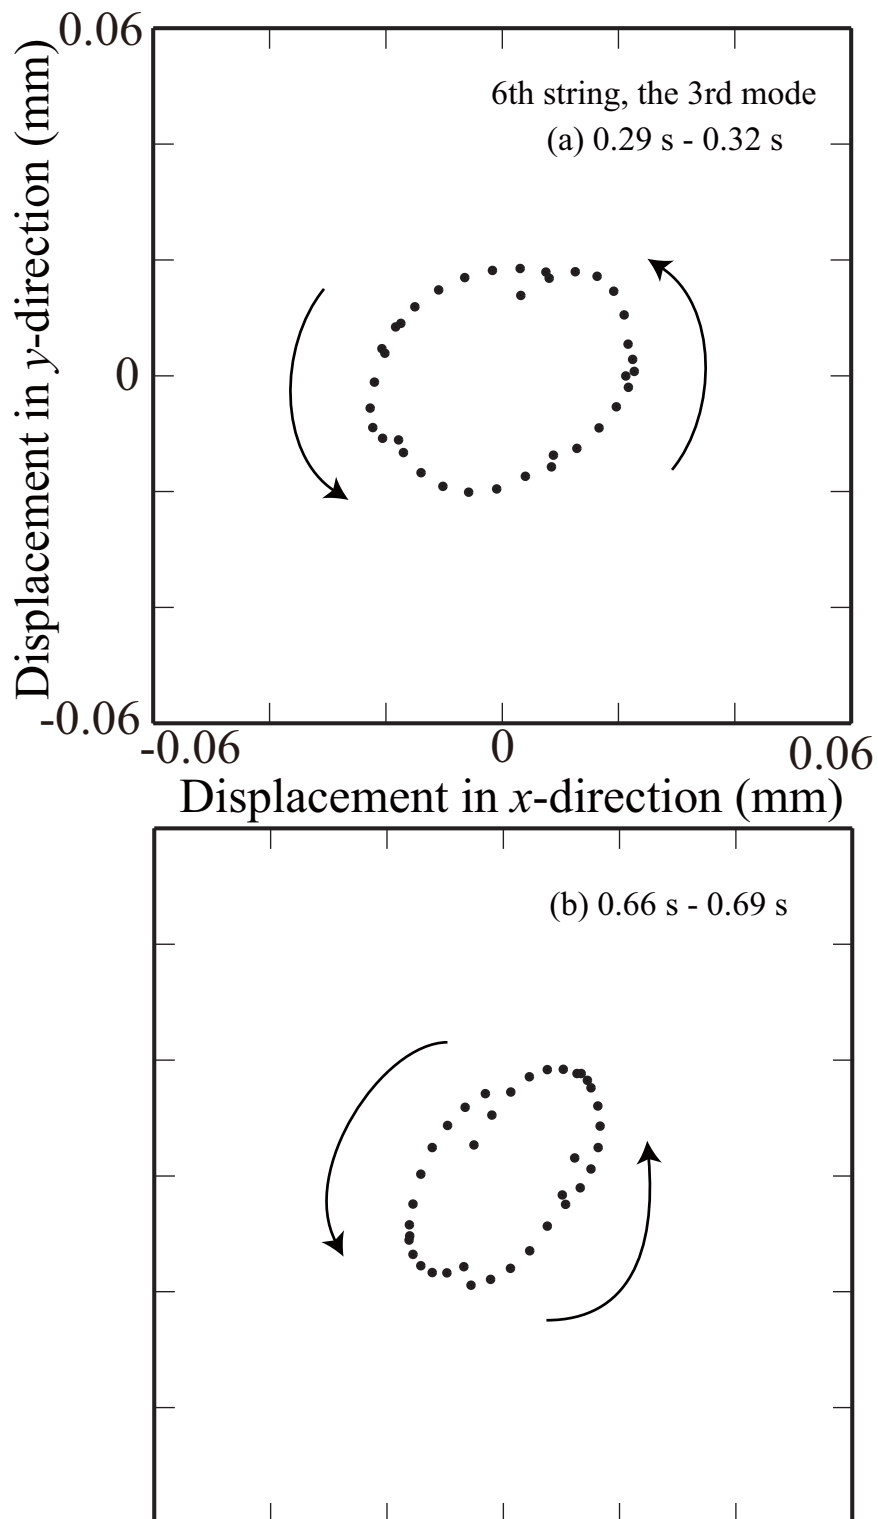 0.06
6th string, the 3rd mode
(a) 0.29 s - 0.32 s
Displacement in y-direction (mm)
0
-0.06
-0.06 0 0.06
Displacement in x-direction (mm)
(b) 0.66 s - 0.69 s